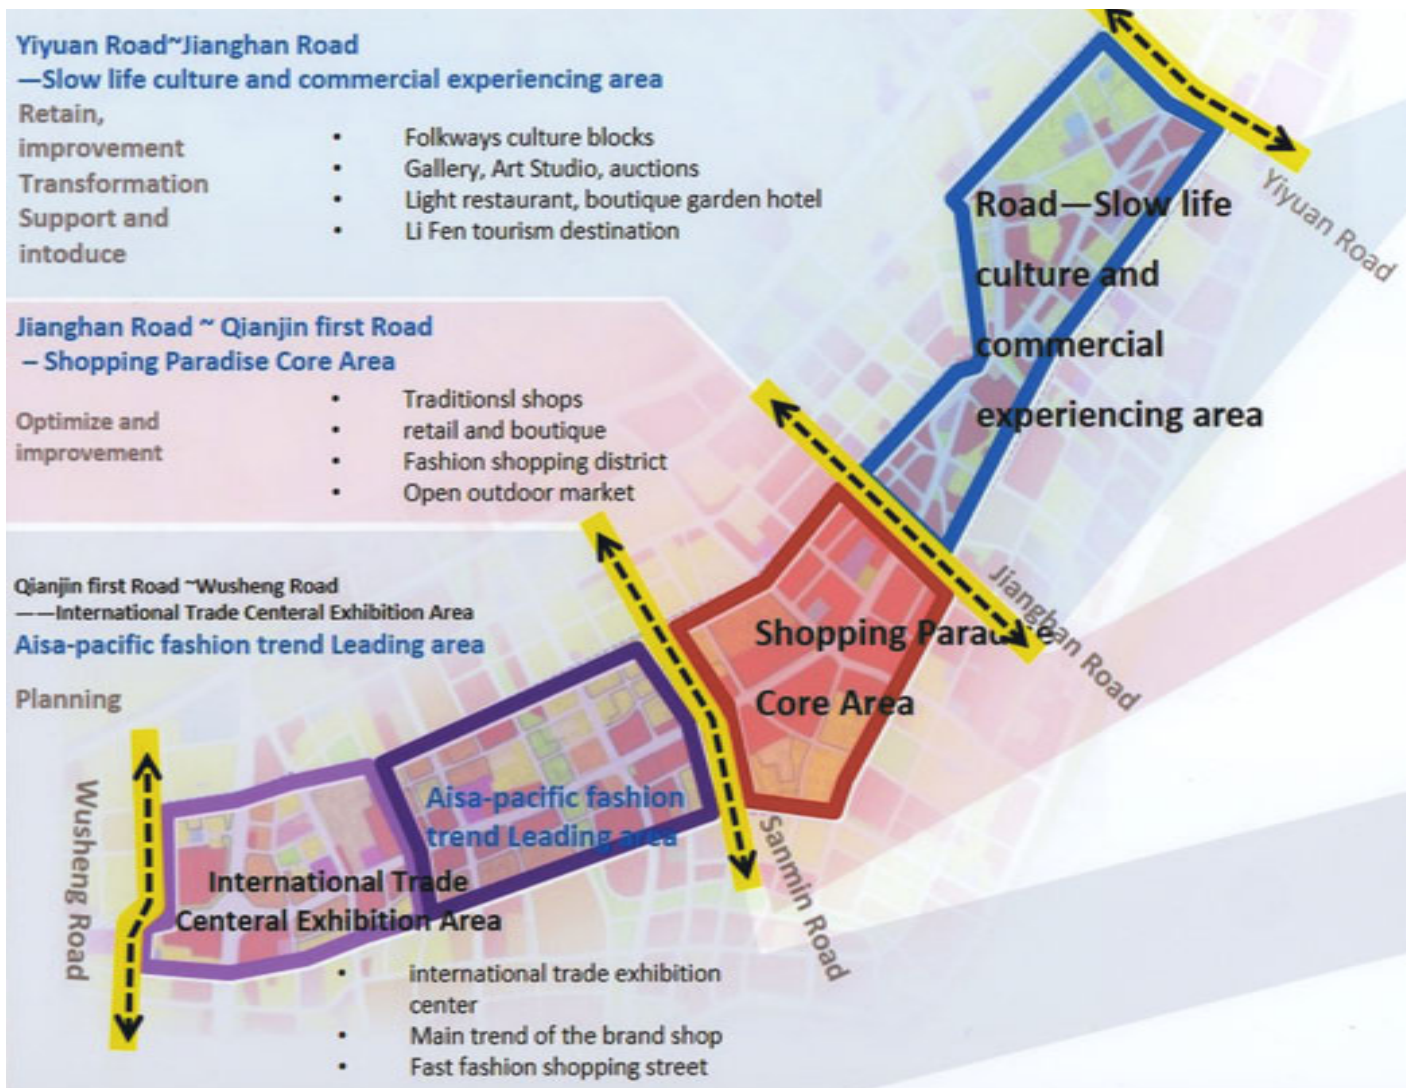 Yiyuan Road~Jianghan Road
—Slow life culture and commercial experiencing area
Retain,
improvement
Transformation
Support and
intoduce
• Folkways culture blocks
• Gallery, Art Studio, auctions
• Light restaurant, boutique garden hotel
• Li Fen tourism destination
Jianghan Road ~ Qianjin first Road
– Shopping Paradise Core Area
Optimize and
improvement
• Traditionsl shops
• retail and boutique
• Fashion shopping district
• Open outdoor market
Qianjin first Road ~Wusheng Road
——International Trade Centeral Exhibition Area
Aisa-pacific fashion trend Leading area
Planning
Road—Slow life
culture and
commercial
experiencing area
Yiyuan Road
Jianghan Road
Shopping Paradise
Core Area
Sanmin Road
Aisa-pacific fashion
trend Leading area
Wusheng Road
International Trade
Centeral Exhibition Area
• international trade exhibition
center
• Main trend of the brand shop
• Fast fashion shopping street